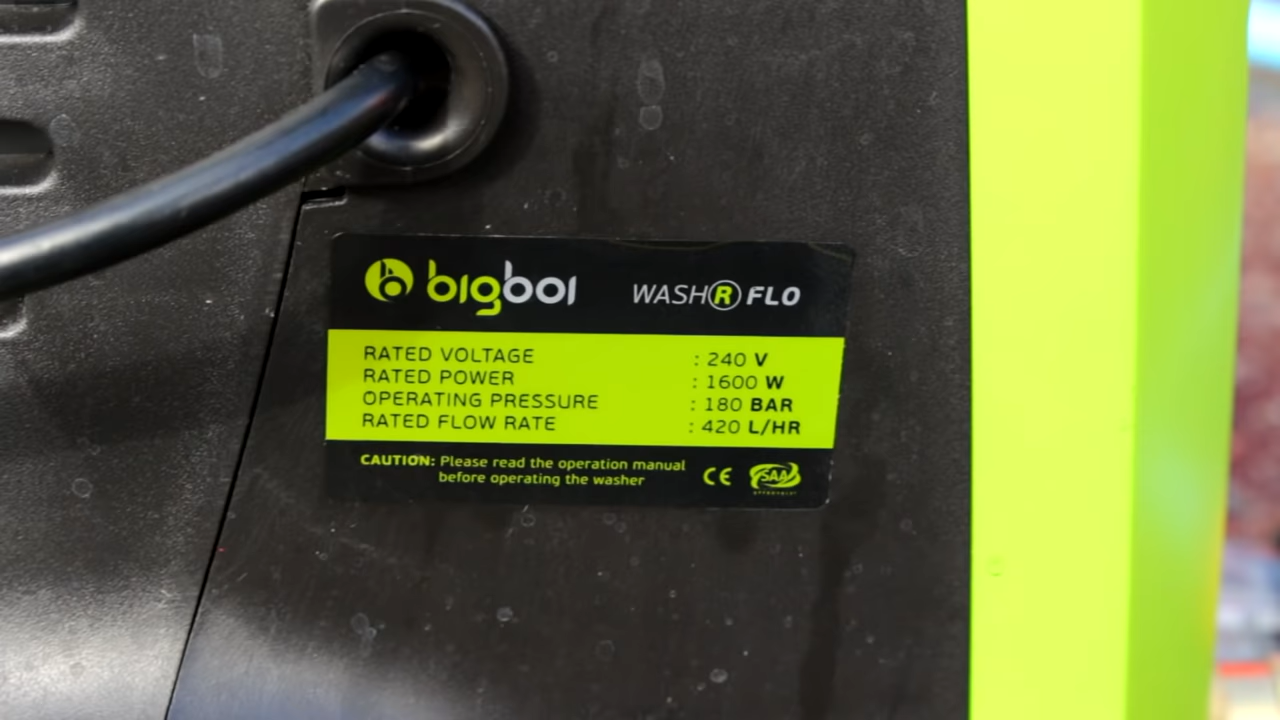 bigboi WASHR FLO
RATED VOLTAGE : 240 V
RATED POWER : 1600 W
OPERATING PRESSURE : 180 BAR
RATED FLOW RATE : 420 L/HR
CAUTION: Please read the operation manual
before operating the washer
CE SAA